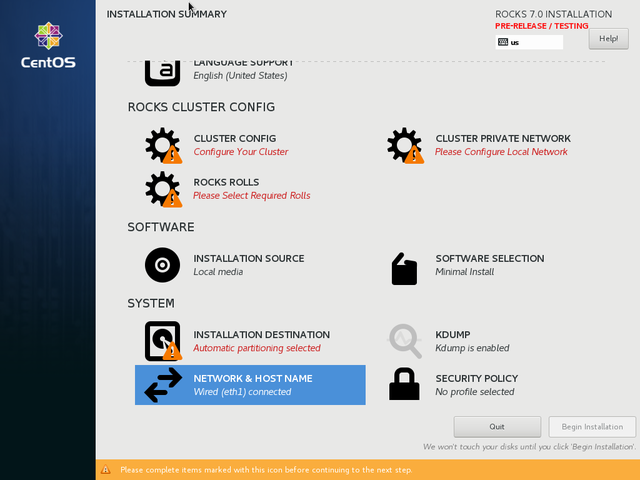 INSTALLATION SUMMARY
ROCKS 7.0 INSTALLATION
PRE-RELEASE / TESTING
us
Help!
CentOS
LANGUAGE SUPPORT
English (United States)
ROCKS CLUSTER CONFIG
CLUSTER CONFIG
Configure Your Cluster
CLUSTER PRIVATE NETWORK
Please Configure Local Network
ROCKS ROLLS
Please Select Required Rolls
SOFTWARE
INSTALLATION SOURCE
Local media
SOFTWARE SELECTION
Minimal Install
SYSTEM
INSTALLATION DESTINATION
Automatic partitioning selected
KDUMP
Kdump is enabled
NETWORK & HOST NAME
Wired (eth1) connected
SECURITY POLICY
No profile selected
Quit
Begin Installation
We won't touch your disks until you click 'Begin Installation'.
Please complete items marked with this icon before continuing to the next step.